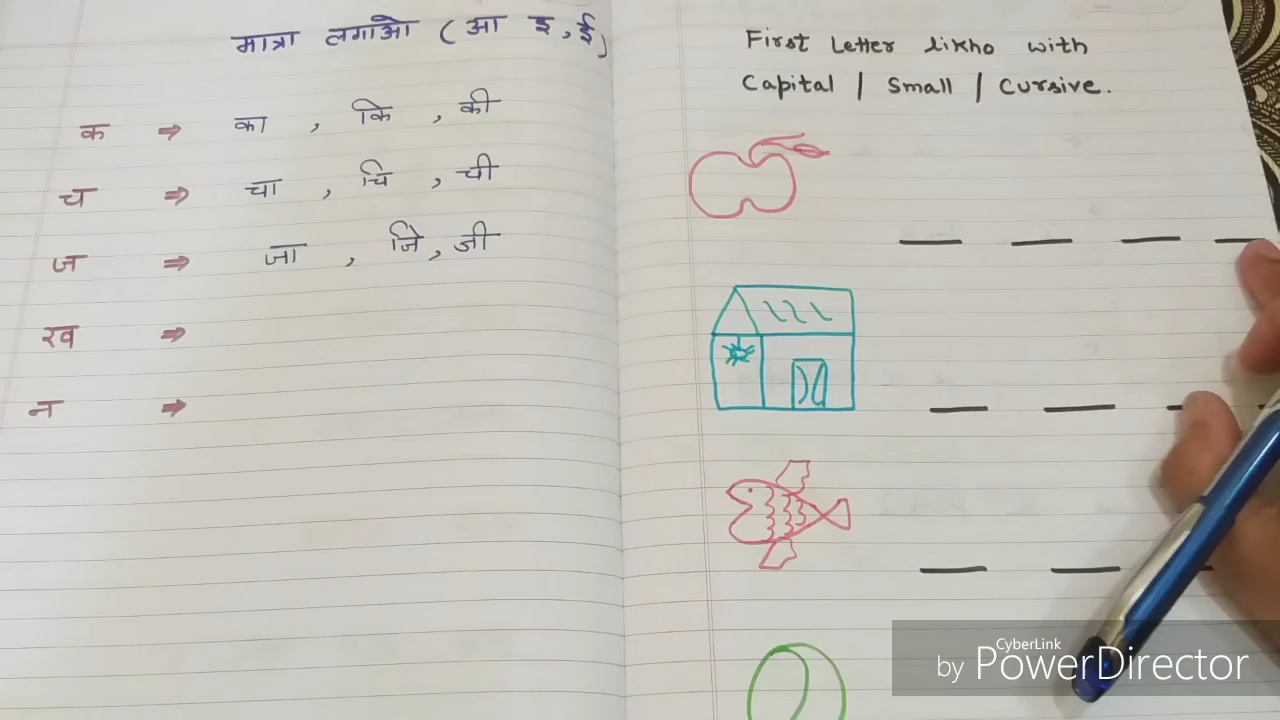 मात्रा लगाओ ( आ इ , ई )
क ⇒ का , कि , की
च ⇒ चा , चि , ची
ज ⇒ जा , जि , जी
ख ⇒
न ⇒
First Letter likho with
Capital / Small / Cursive.
CyberLink
by PowerDirector